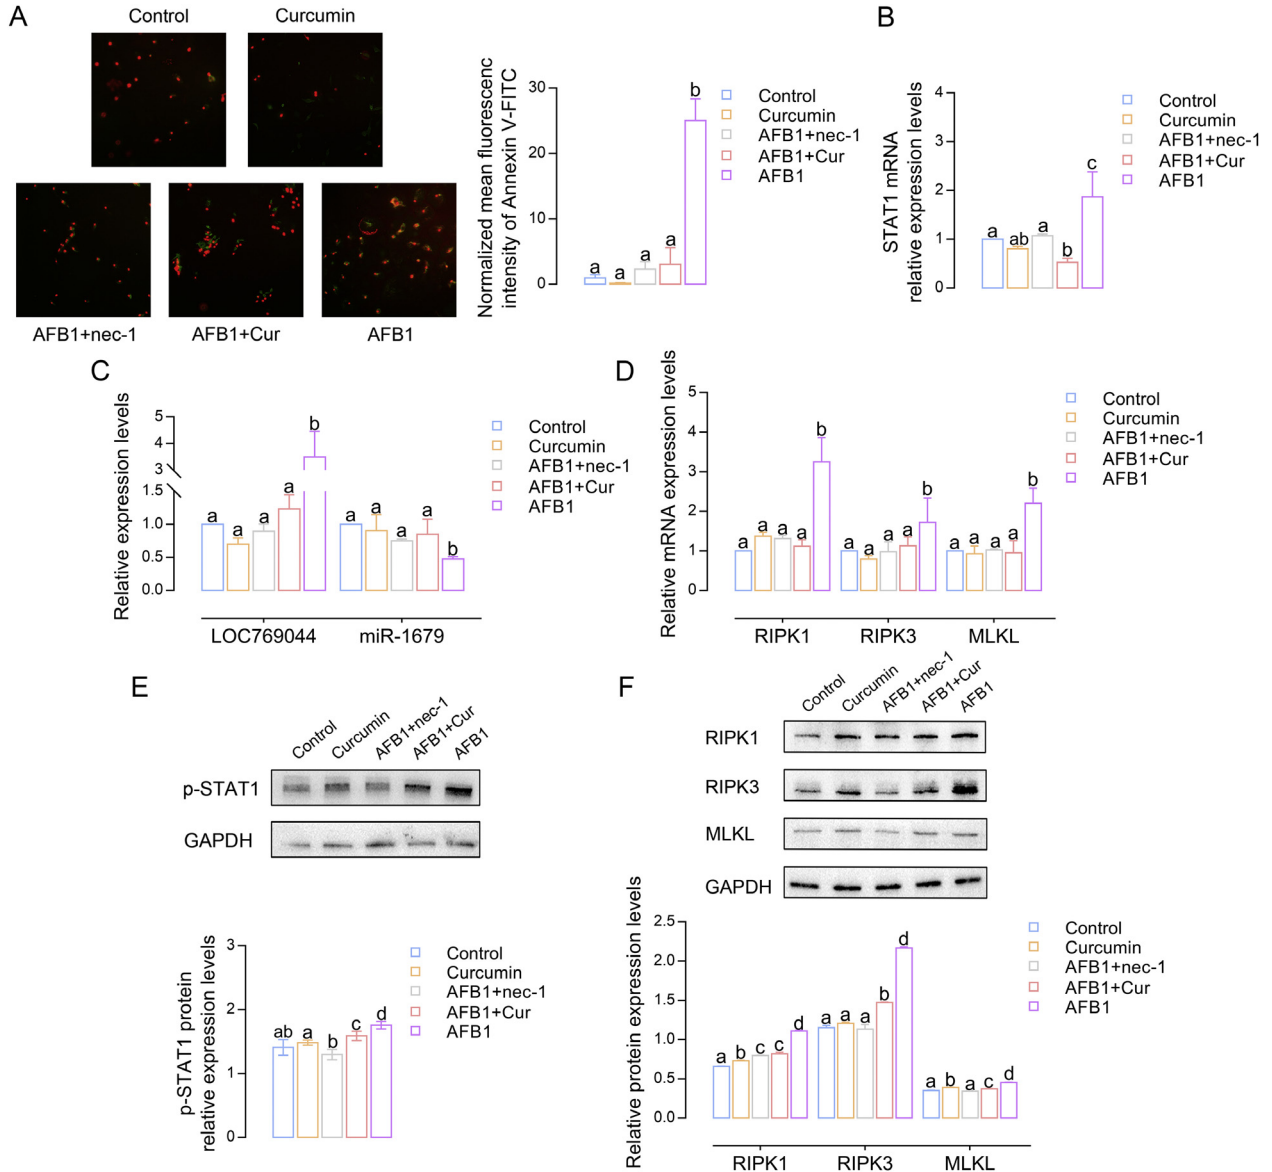 A
Control
Curcumin
AFB1+nec-1
AFB1+Cur
AFB1
Normalized mean fluorescenc
intensity of Annexin V-FITC
30
20
10
0
a
a
a
a
b
Control
Curcumin
AFB1+nec-1
AFB1+Cur
AFB1
B
STAT1 mRNA
relative expression levels
4
3
2
1
0
a
ab
a
b
c
Control
Curcumin
AFB1+nec-1
AFB1+Cur
AFB1
C
Relative expression levels
5
4
3
1.5
1.0
0.5
0.0
a
a
a
a
b
a
a
a
a
b
LOC769044
miR-1679
Control
Curcumin
AFB1+nec-1
AFB1+Cur
AFB1
D
Relative mRNA expression levels
5
4
3
2
1
0
a
a
a
a
b
a
a
a
a
b
a
a
a
a
b
RIPK1
RIPK3
MLKL
Control
Curcumin
AFB1+nec-1
AFB1+Cur
AFB1
E
Control
Curcumin
AFB1+nec-1
AFB1+Cur
AFB1
p-STAT1
GAPDH
p-STAT1 protein
relative expression levels
3
2
1
0
ab
a
b
c
d
Control
Curcumin
AFB1+nec-1
AFB1+Cur
AFB1
F
Control
Curcumin
AFB1+nec-1
AFB1+Cur
AFB1
RIPK1
RIPK3
MLKL
GAPDH
Relative protein expression levels
2.5
2.0
1.5
1.0
0.5
0.0
a
b
c
c
d
a
a
a
b
d
a
b
a
c
d
RIPK1
RIPK3
MLKL
Control
Curcumin
AFB1+nec-1
AFB1+Cur
AFB1